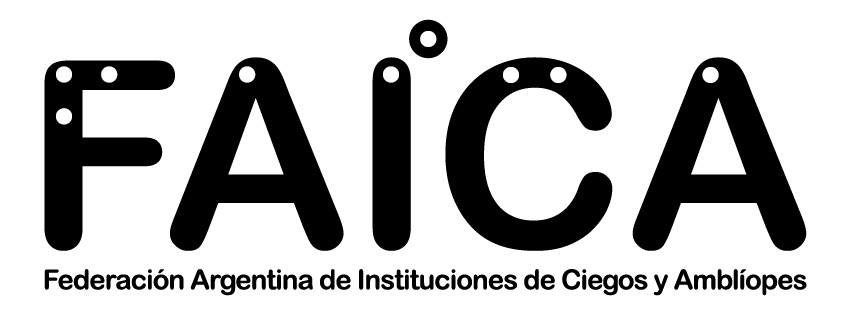 FAICA
Federación Argentina de Instituciones de Ciegos y Amblíopes